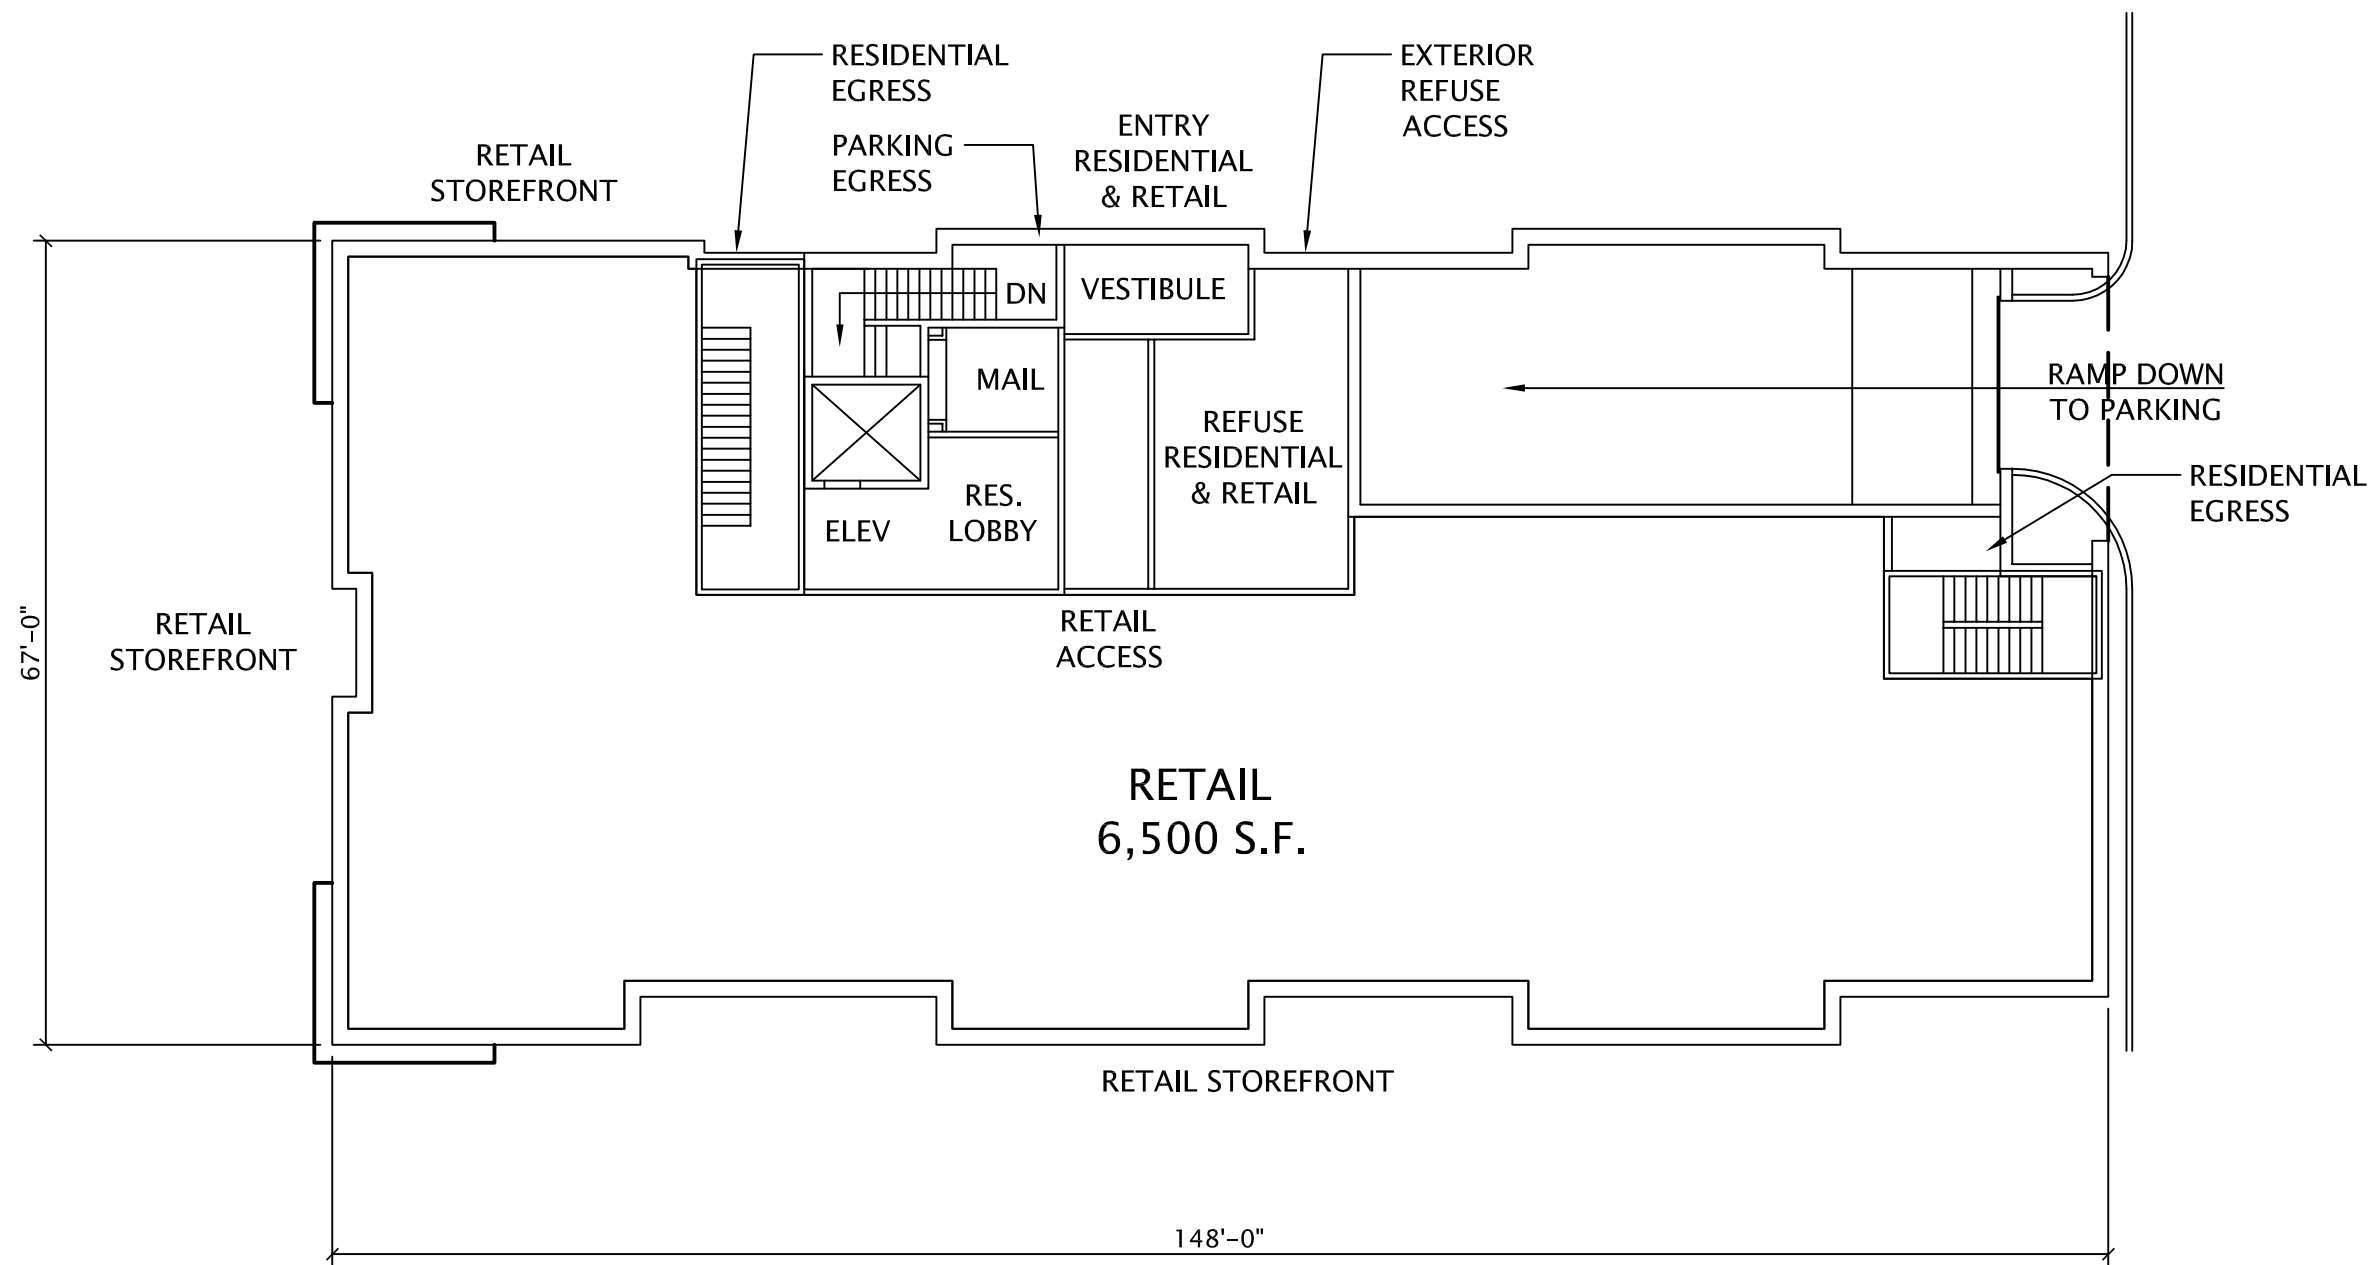 RESIDENTIAL
EGRESS
EXTERIOR
REFUSE
ACCESS
ENTRY
RESIDENTIAL
& RETAIL
PARKING
EGRESS
RETAIL
STOREFRONT
DN
VESTIBULE
MAIL
RAMP DOWN
TO PARKING
REFUSE
RESIDENTIAL
& RETAIL
RESIDENTIAL
EGRESS
RES.
LOBBY
ELEV
67'-0"
RETAIL
STOREFRONT
RETAIL
ACCESS
RETAIL
6,500 S.F.
RETAIL STOREFRONT
148'-0"